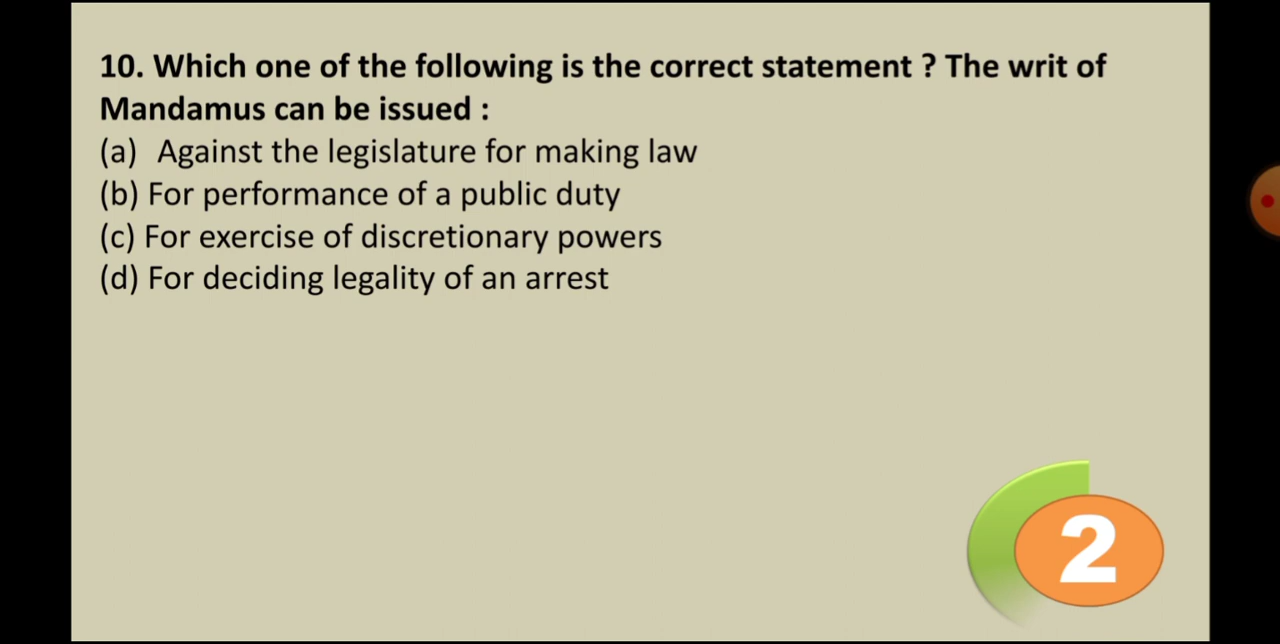 10. Which one of the following is the correct statement ? The writ of
Mandamus can be issued :
(a) Against the legislature for making law
(b) For performance of a public duty
(c) For exercise of discretionary powers
(d) For deciding legality of an arrest
2